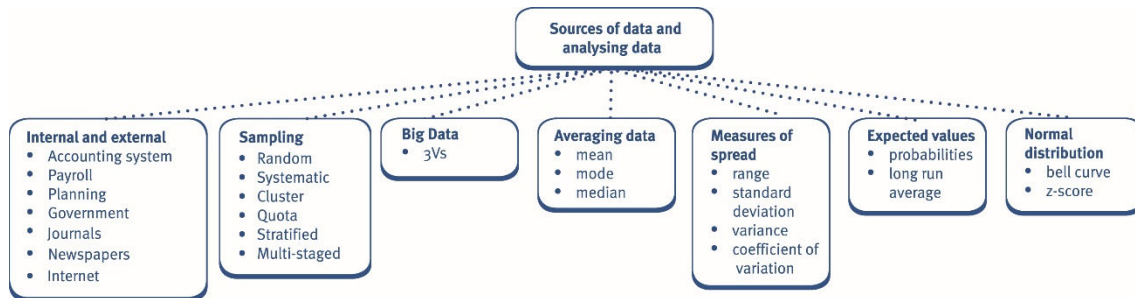 Sources of data and
analysing data
Internal and external
• Accounting system
• Payroll
• Planning
• Government
• Journals
• Newspapers
• Internet
Sampling
• Random
• Systematic
• Cluster
• Quota
• Stratified
• Multi-staged
Big Data
• 3Vs
Averaging data
• mean
• mode
• median
Measures of
spread
• range
• standard
deviation
• variance
• coefficient of
variation
Expected values
• probabilities
• long run
average
Normal
distribution
• bell curve
• z-score